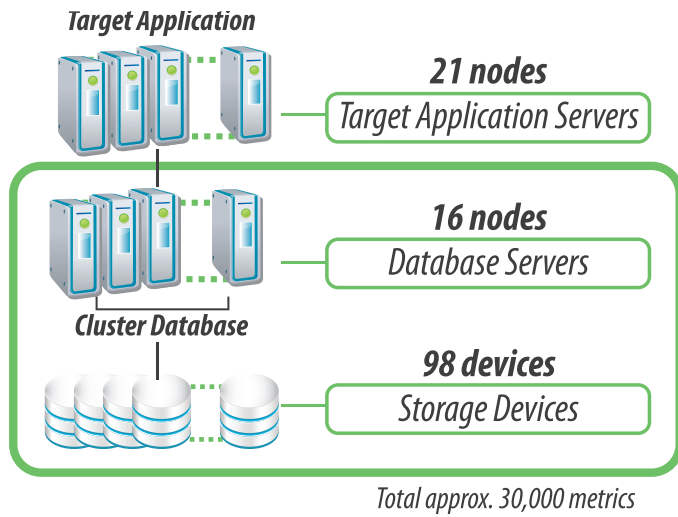 Target Application
21 nodes
Target Application Servers
16 nodes
Database Servers
Cluster Database
98 devices
Storage Devices
Total approx. 30,000 metrics